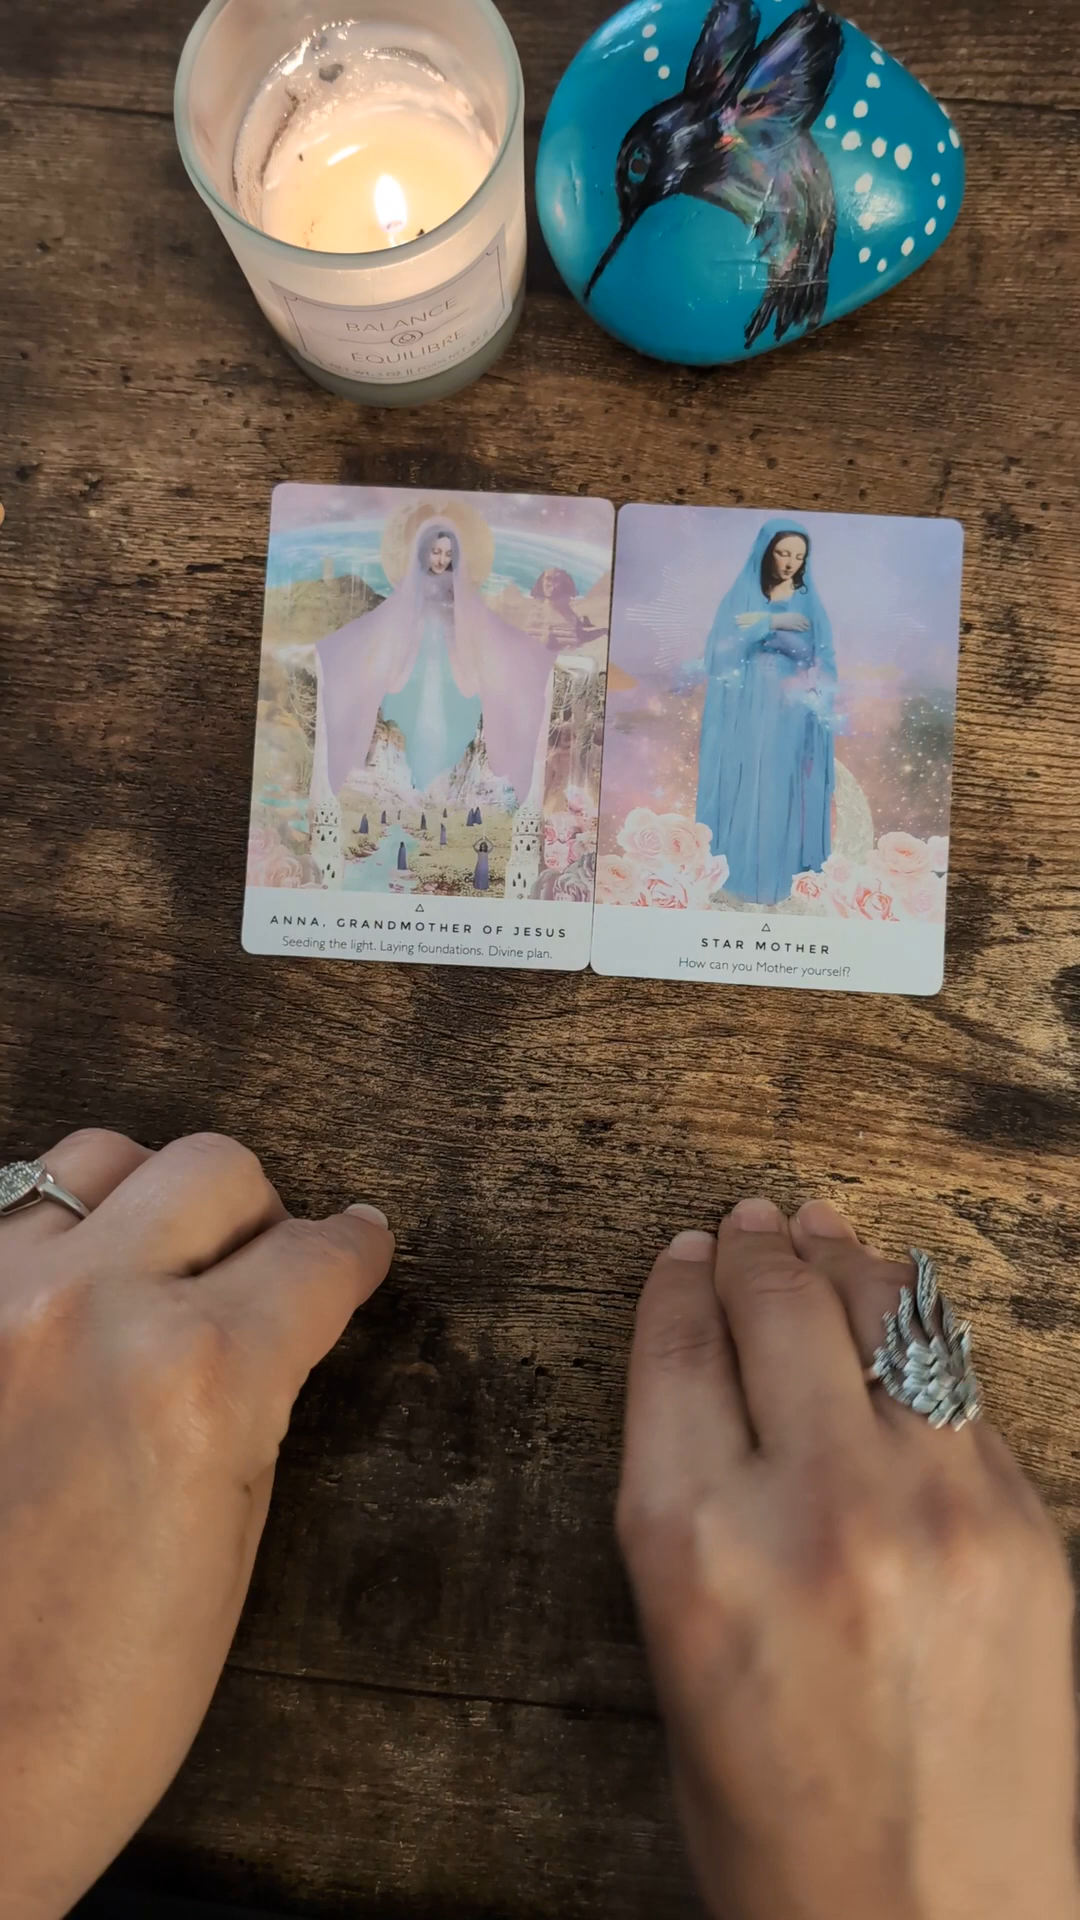 BALANCE
ÉQUILIBRE
ANNA, GRANDMOTHER OF JESUS
Seeding the light. Laying foundations. Divine plan.
STAR MOTHER
How can you Mother yourself?